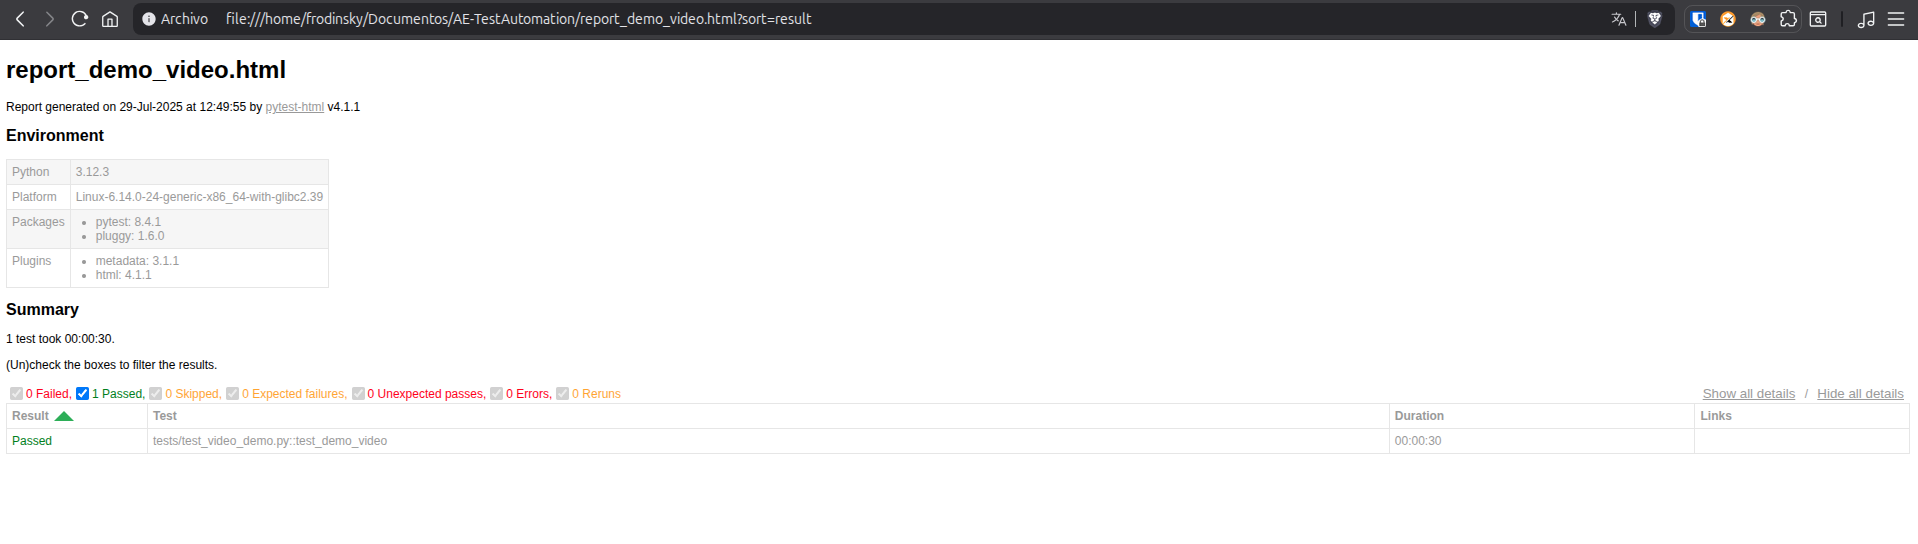 Archivo file:///home/frodinsky/Documentos/AE-TestAutomation/report_demo_video.html?sort=result
report_demo_video.html
Report generated on 29-Jul-2025 at 12:49:55 by pytest-html v4.1.1
Environment
Python 3.12.3
Platform Linux-6.14.0-24-generic-x86_64-with-glibc2.39
Packages
pytest: 8.4.1
pluggy: 1.6.0
Plugins
metadata: 3.1.1
html: 4.1.1
Summary
1 test took 00:00:30.
(Un)check the boxes to filter the results.
0 Failed, 1 Passed, 0 Skipped, 0 Expected failures, 0 Unexpected passes, 0 Errors, 0 Reruns Show all details / Hide all details
Result Test Duration Links
Passed tests/test_video_demo.py::test_demo_video 00:00:30